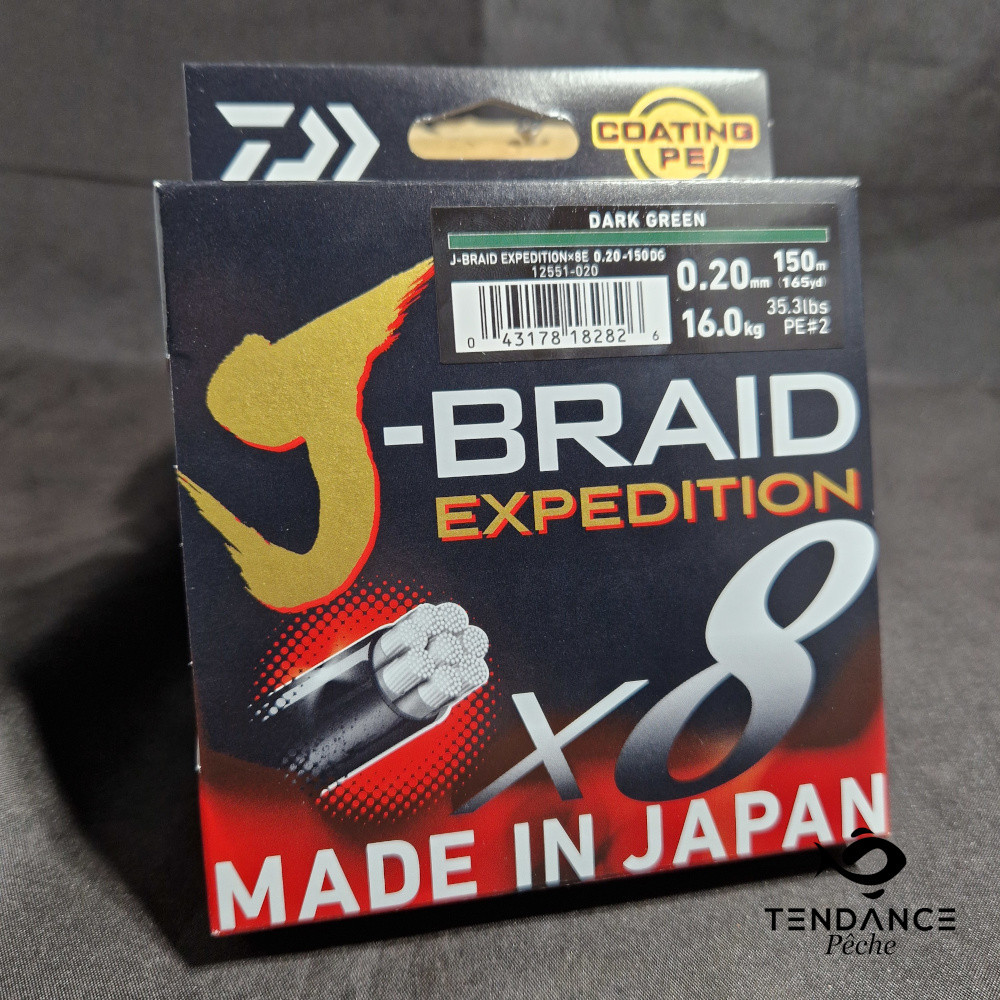 COATING
PE
DARK GREEN
J-BRAID EXPEDITION×8E 0.20-150DG
12551-020
0.20mm 150m
(165yd)
16.0kg 35.3lbs
PE#2
0 43178 18282 6
J-BRAID
EXPEDITION
x8
MADE IN JAPAN
TENDANCE
Pêche